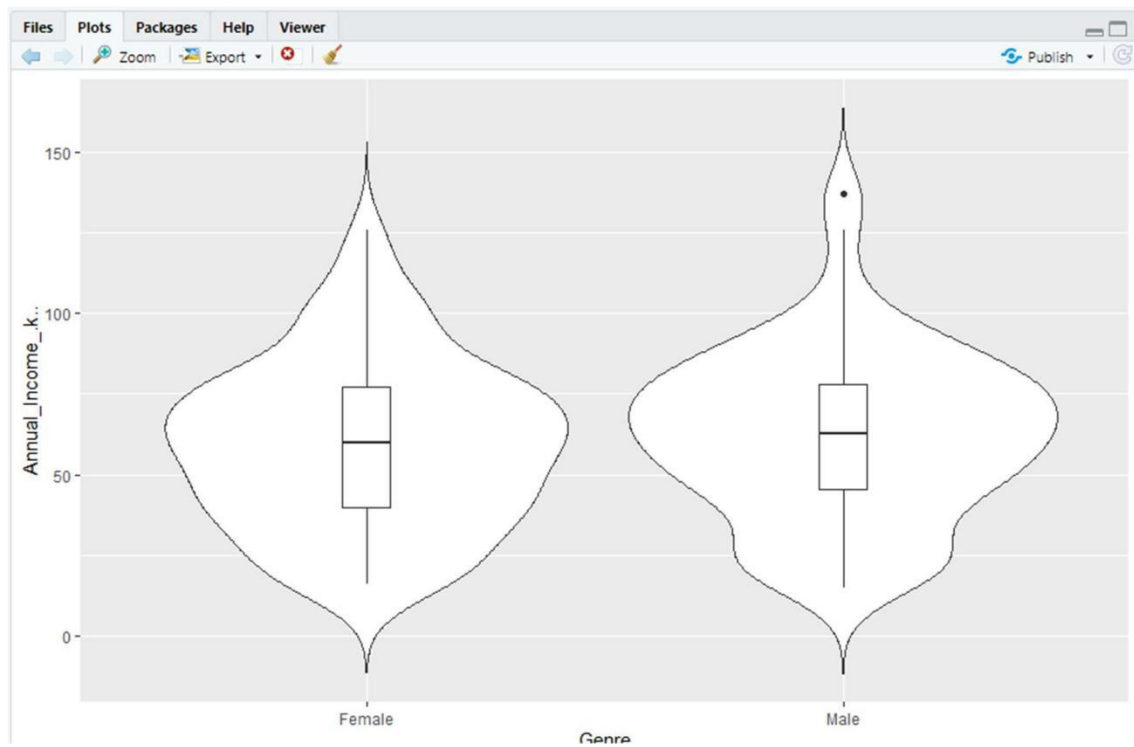 Files Plots Packages Help Viewer
Zoom Export Publish
150
100
50
0
Annual_Income_.k..
Female Male
Genre